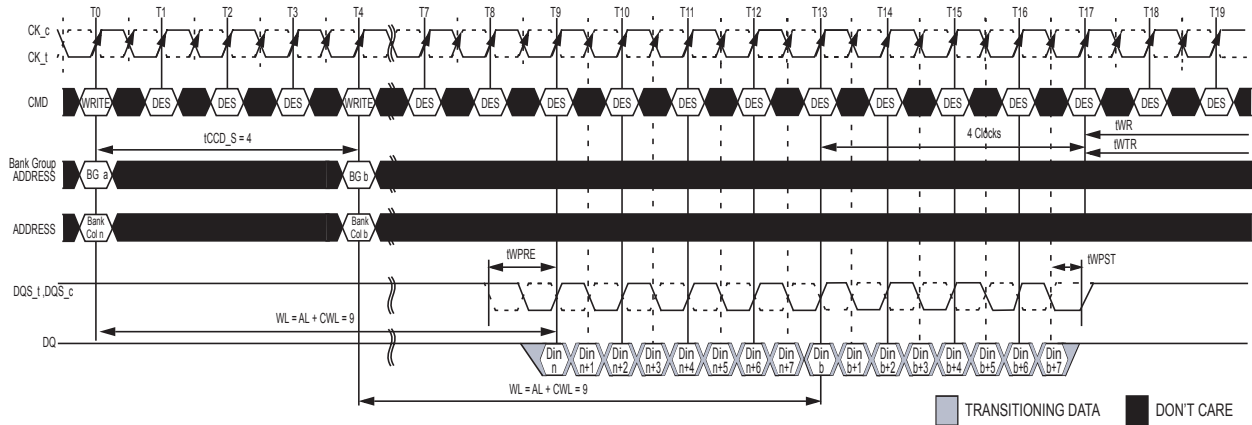 T0 T1 T2 T3 T4 T7 T8 T9 T10 T11 T12 T13 T14 T15 T16 T17 T18 T19
CK_c
CK_t
CMD WRITE DES DES DES WRITE DES DES DES DES DES DES DES DES DES DES DES DES DES
tCCD_S = 4 4 Clocks tWR
tWTR
Bank Group
ADDRESS BG a BG b
ADDRESS Bank Col n Bank Col b
tWPRE tWPST
DQS_t ,DQS_c
WL = AL + CWL = 9
DQ Din n Din n+1 Din n+2 Din n+3 Din n+4 Din n+5 Din n+6 Din n+7 Din b Din b+1 Din b+2 Din b+3 Din b+4 Din b+5 Din b+6 Din b+7
WL = AL + CWL = 9
TRANSITIONING DATA DON'T CARE